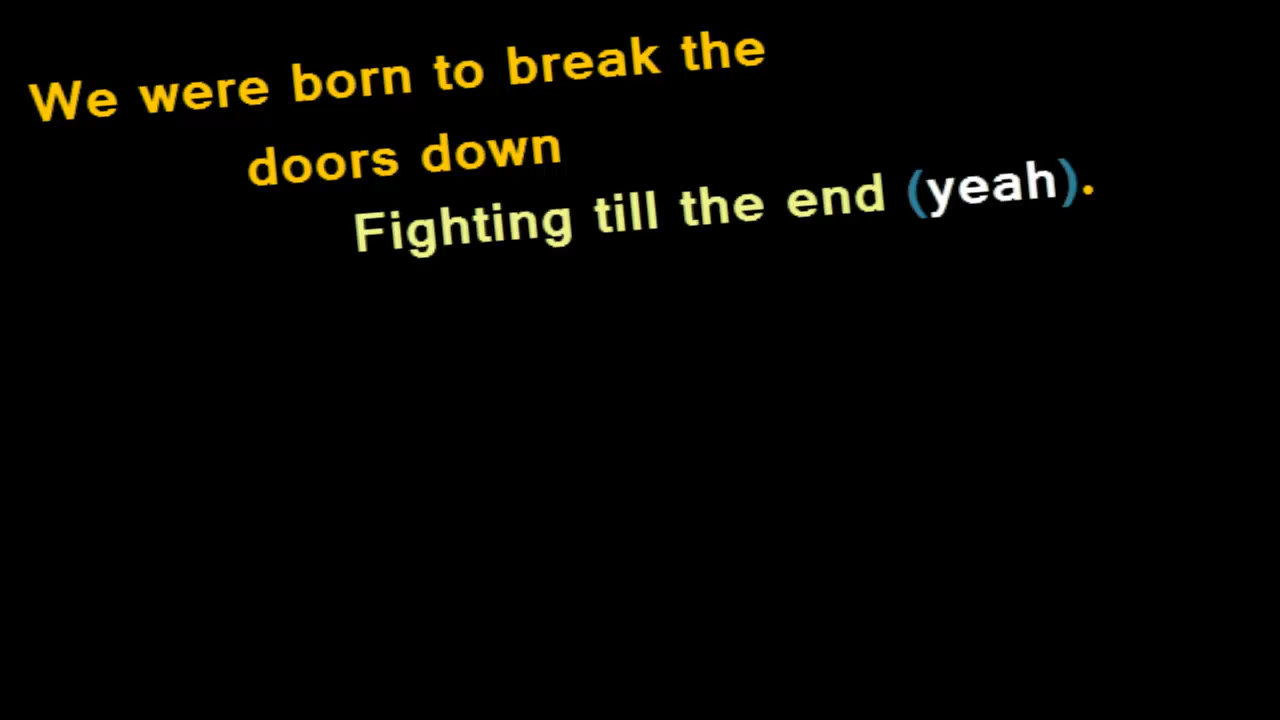 We were born to break the
doors down
Fighting till the end (yeah).